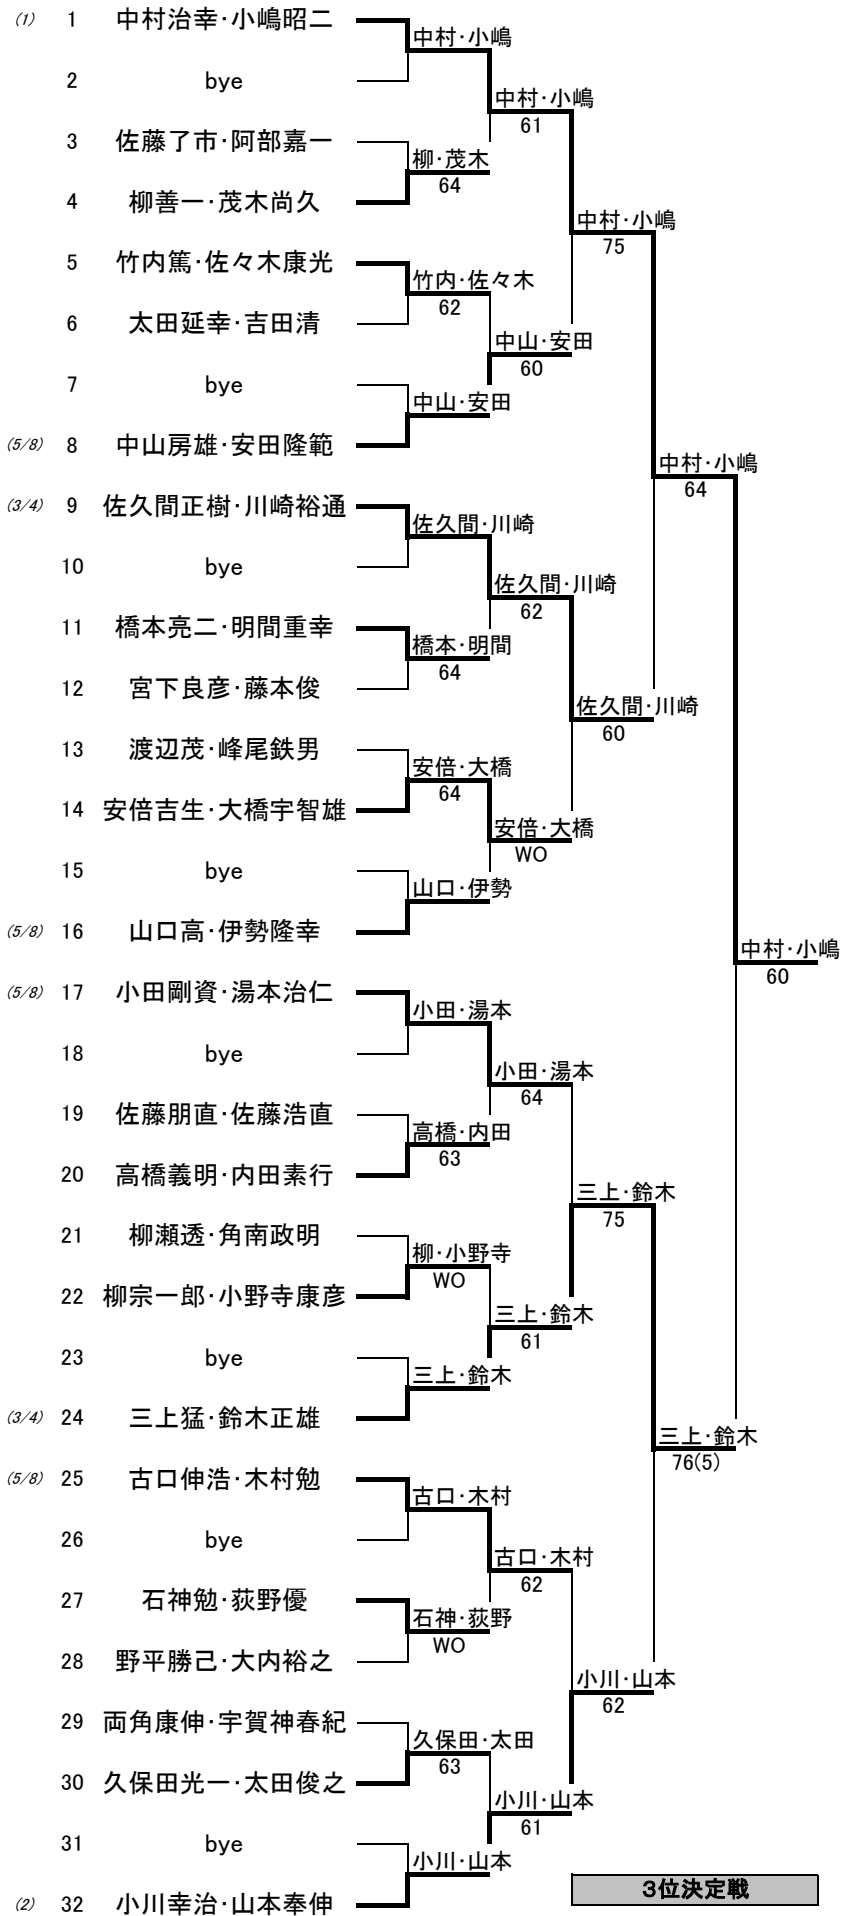 (1) 1 中村治幸・小嶋昭二
中村・小嶋
2 bye
中村・小嶋
61
3 佐藤了市・阿部嘉一
柳・茂木
64
4 柳善一・茂木尚久
中村・小嶋
75
5 竹内篤・佐々木康光
竹内・佐々木
62
6 太田延幸・吉田清
中山・安田
60
7 bye
中山・安田
(5/8) 8 中山房雄・安田隆範
中村・小嶋
64
(3/4) 9 佐久間正樹・川崎裕通
佐久間・川崎
10 bye
佐久間・川崎
62
11 橋本亮二・明間重幸
橋本・明間
64
12 宮下良彦・藤本俊
佐久間・川崎
60
13 渡辺茂・峰尾鉄男
安倍・大橋
64
14 安倍吉生・大橋宇智雄
安倍・大橋
WO
15 bye
山口・伊勢
(5/8) 16 山口高・伊勢隆幸
中村・小嶋
60
(5/8) 17 小田剛資・湯本治仁
小田・湯本
18 bye
小田・湯本
64
19 佐藤朋直・佐藤浩直
高橋・内田
63
20 高橋義明・内田素行
三上・鈴木
75
21 柳瀬透・角南政明
柳・小野寺
WO
22 柳宗一郎・小野寺康彦
三上・鈴木
61
23 bye
三上・鈴木
(3/4) 24 三上猛・鈴木正雄
三上・鈴木
76(5)
(5/8) 25 古口伸浩・木村勉
古口・木村
26 bye
古口・木村
62
27 石神勉・荻野優
石神・荻野
WO
28 野平勝己・大内裕之
小川・山本
62
29 両角康伸・宇賀神春紀
久保田・太田
63
30 久保田光一・太田俊之
小川・山本
61
31 bye
小川・山本
(2) 32 小川幸治・山本奉伸
3位決定戦